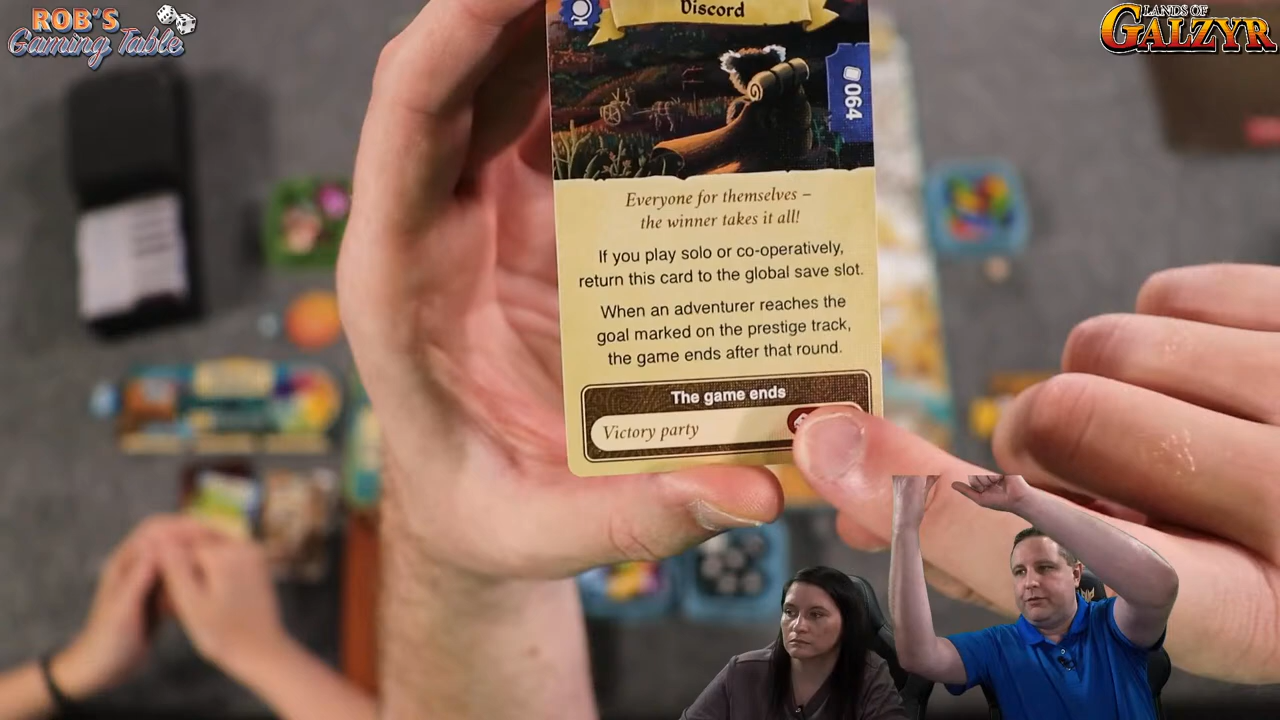 ROB'S
Gaming Table
LANDS OF
GALZYR
Discord
064
Everyone for themselves –
the winner takes it all!
If you play solo or co-operatively,
return this card to the global save slot.
When an adventurer reaches the
goal marked on the prestige track,
the game ends after that round.
The game ends
Victory party